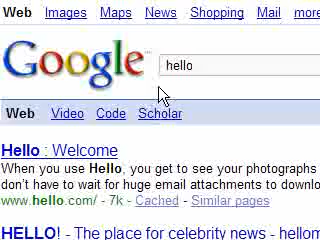 Web Images Maps News Shopping Mail more
Google
hello
Web Video Code Scholar
Hello : Welcome
When you use Hello, you get to see your photographs
don't have to wait for huge email attachments to downlo
www.hello.com/ - 7k - Cached - Similar pages
HELLO! - The place for celebrity news - hellom